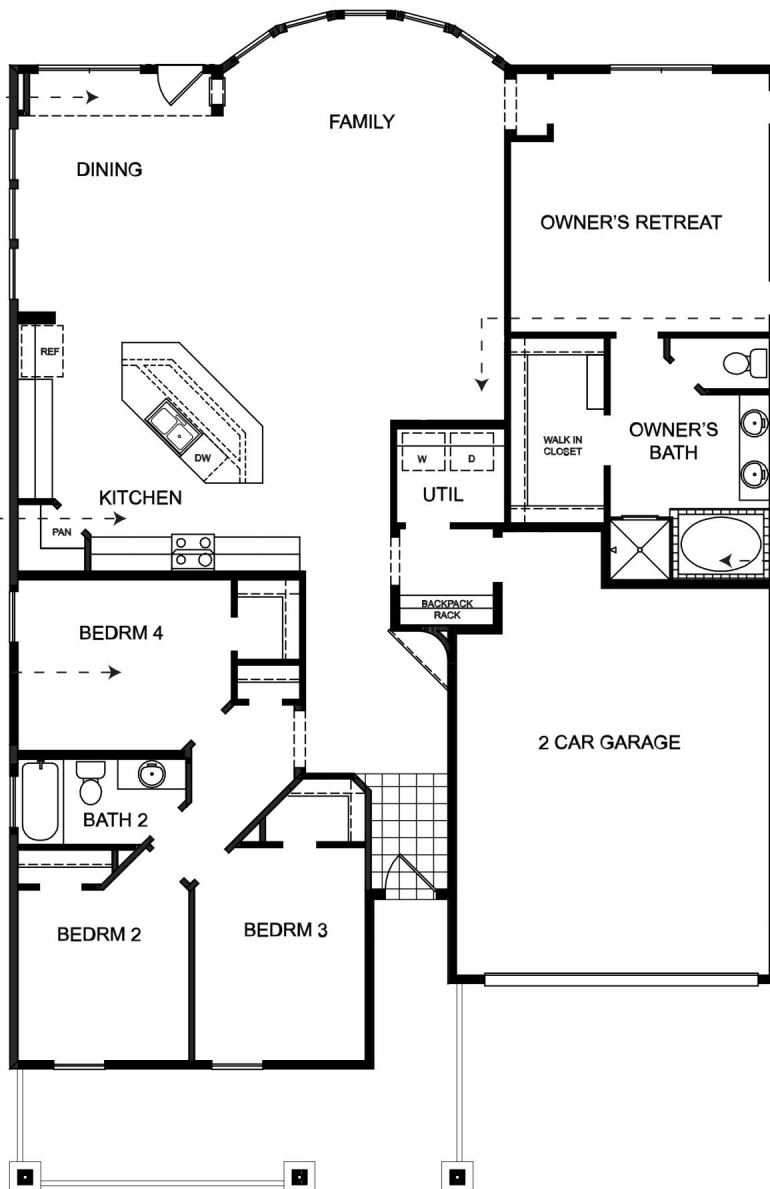 FAMILY
DINING
OWNER'S RETREAT
REF
WALK IN
CLOSET
OWNER'S
BATH
DW
W
D
KITCHEN
UTIL
PAN
BACKPACK
RACK
BEDRM 4
2 CAR GARAGE
BATH 2
BEDRM 2
BEDRM 3